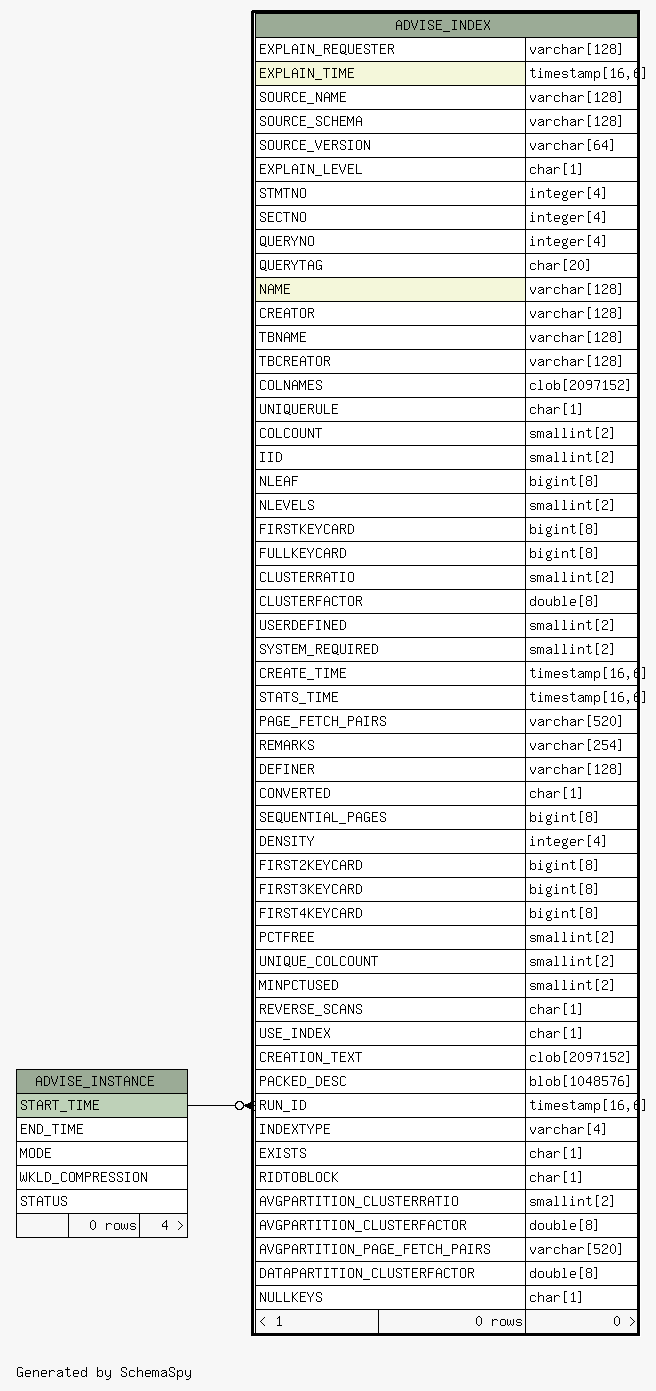 ADVISE_INDEX
EXPLAIN_REQUESTER varchar[128]
EXPLAIN_TIME timestamp[16,6]
SOURCE_NAME varchar[128]
SOURCE_SCHEMA varchar[128]
SOURCE_VERSION varchar[64]
EXPLAIN_LEVEL char[1]
STMTNO integer[4]
SECTNO integer[4]
QUERYNO integer[4]
QUERYTAG char[20]
NAME varchar[128]
CREATOR varchar[128]
TBNAME varchar[128]
TBCREATOR varchar[128]
COLNAMES clob[2097152]
UNIQUERULE char[1]
COLCOUNT smallint[2]
IID smallint[2]
NLEAF bigint[8]
NLEVELS smallint[2]
FIRSTKEYCARD bigint[8]
FULLKEYCARD bigint[8]
CLUSTERRATIO smallint[2]
CLUSTERFACTOR double[8]
USERDEFINED smallint[2]
SYSTEM_REQUIRED smallint[2]
CREATE_TIME timestamp[16,6]
STATS_TIME timestamp[16,6]
PAGE_FETCH_PAIRS varchar[520]
REMARKS varchar[254]
DEFINER varchar[128]
CONVERTED char[1]
SEQUENTIAL_PAGES bigint[8]
DENSITY integer[4]
FIRST2KEYCARD bigint[8]
FIRST3KEYCARD bigint[8]
FIRST4KEYCARD bigint[8]
PCTFREE smallint[2]
UNIQUE_COLCOUNT smallint[2]
MINPCTUSED smallint[2]
REVERSE_SCANS char[1]
USE_INDEX char[1]
CREATION_TEXT clob[2097152]
PACKED_DESC blob[1048576]
RUN_ID timestamp[16,6]
INDEXTYPE varchar[4]
EXISTS char[1]
RIDTOBLOCK char[1]
AVGPARTITION_CLUSTERRATIO smallint[2]
AVGPARTITION_CLUSTERFACTOR double[8]
AVGPARTITION_PAGE_FETCH_PAIRS varchar[520]
DATAPARTITION_CLUSTERFACTOR double[8]
NULLKEYS char[1]
< 1 0 rows 0 >
ADVISE_INSTANCE
START_TIME
END_TIME
MODE
WKLD_COMPRESSION
STATUS
0 rows 4 >
Generated by SchemaSpy